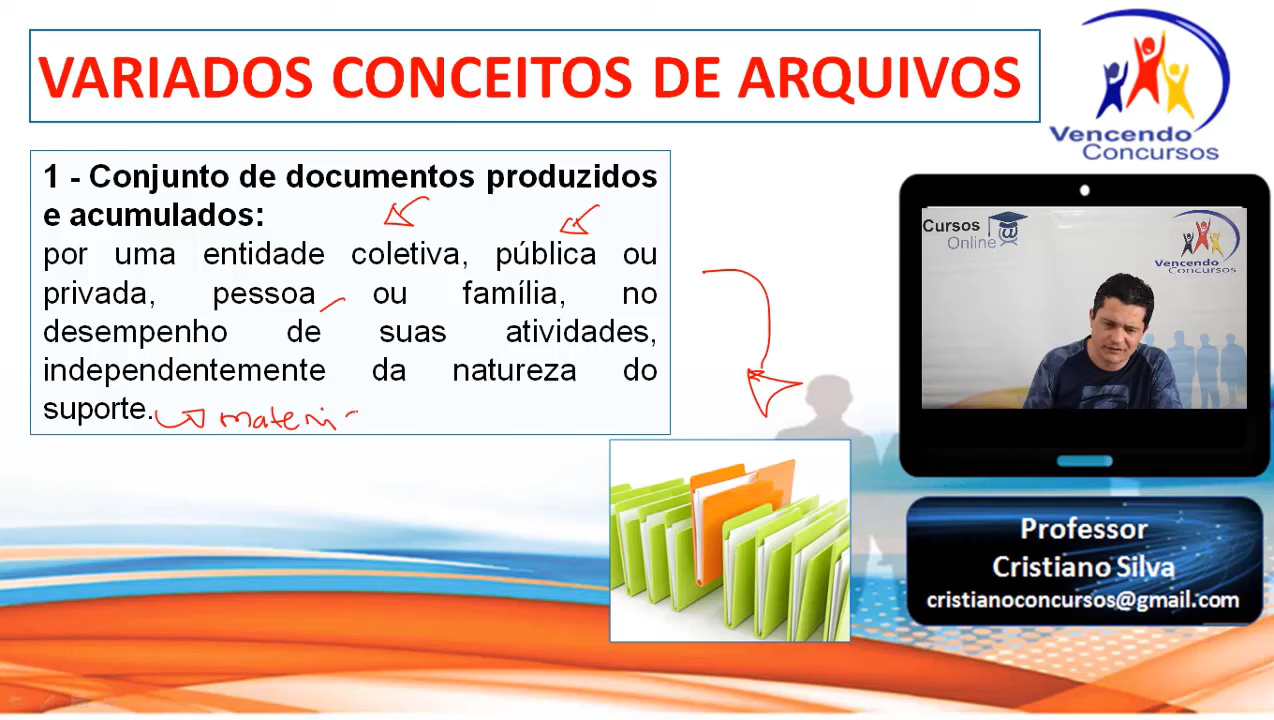 VARIADOS CONCEITOS DE ARQUIVOS
Vencendo
Concursos
1 - Conjunto de documentos produzidos
e acumulados:
por uma entidade coletiva, pública ou
privada, pessoa ou família, no
desempenho de suas atividades,
independentemente da natureza do
suporte.
materi
Cursos
Online
Vencendo
Concursos
Professor
Cristiano Silva
cristianoconcursos@gmail.com